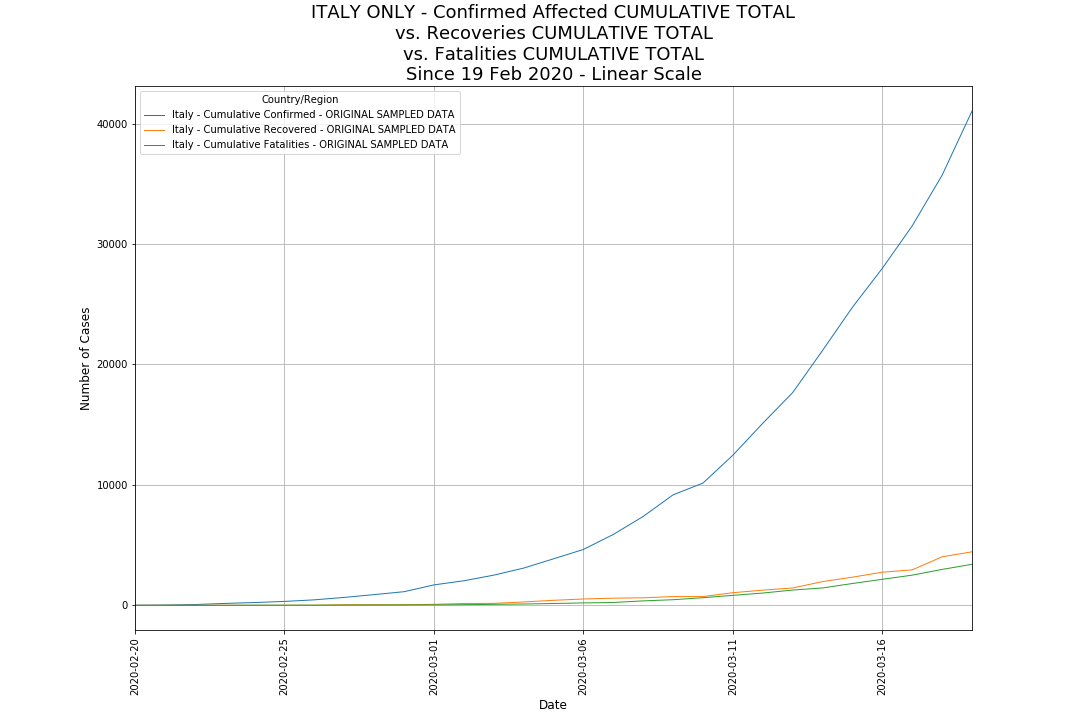 ITALY ONLY - Confirmed Affected CUMULATIVE TOTAL
vs. Recoveries CUMULATIVE TOTAL
vs. Fatalities CUMULATIVE TOTAL
Since 19 Feb 2020 - Linear Scale
Country/Region
Italy - Cumulative Confirmed - ORIGINAL SAMPLED DATA
Italy - Cumulative Recovered - ORIGINAL SAMPLED DATA
Italy - Cumulative Fatalities - ORIGINAL SAMPLED DATA
Number of Cases
40000
30000
20000
10000
0
2020-02-20
2020-02-25
2020-03-01
2020-03-06
2020-03-11
2020-03-16
Date